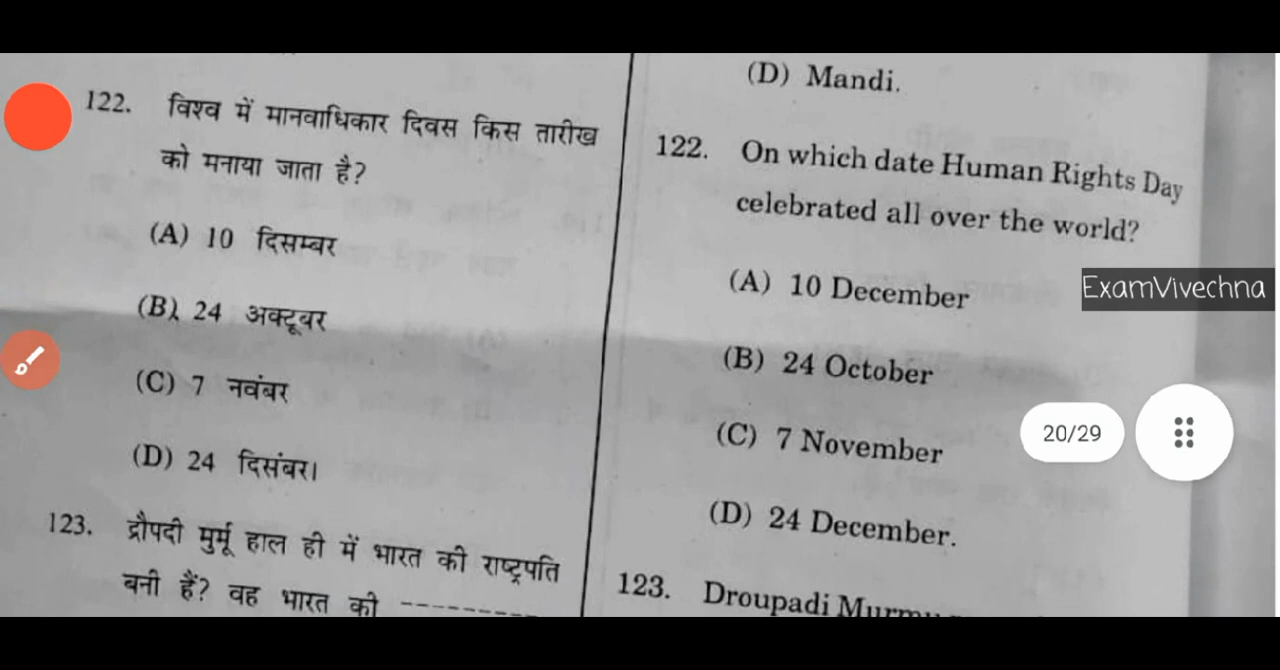 122. विश्व में मानवाधिकार दिवस किस तारीख
को मनाया जाता है?
(A) 10 दिसम्बर
(B) 24 अक्टूबर
(C) 7 नवंबर
(D) 24 दिसंबर।
123. द्रौपदी मुर्मू हाल ही में भारत की राष्ट्रपति
बनी हैं? वह भारत की ----------
(D) Mandi.
122. On which date Human Rights Day
celebrated all over the world?
(A) 10 December
(B) 24 October
(C) 7 November
(D) 24 December.
123. Droupadi Murmu
ExamVivechna
20/29